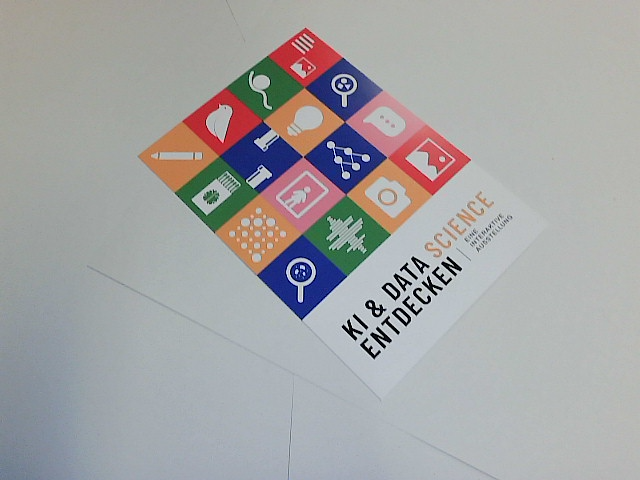 KI & DATA SCIENCE
ENTDECKEN
EINE
INTERAKTIVE
AUSSTELLUNG